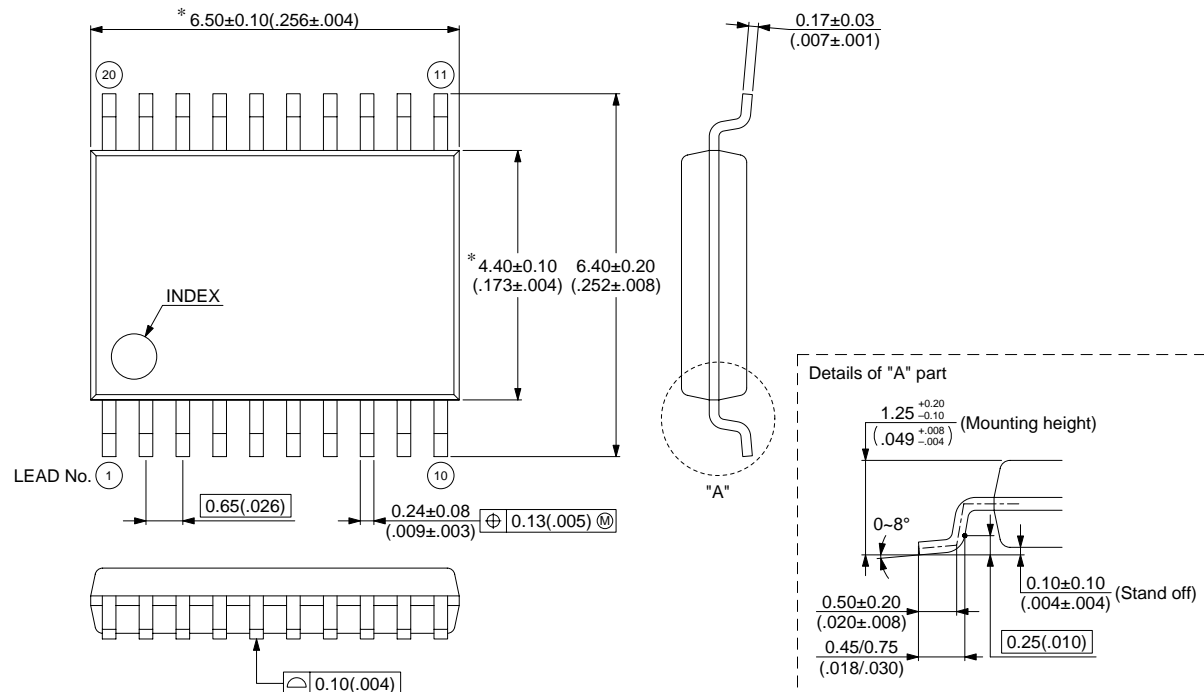 * 6.50±0.10(.256±.004)
0.17±0.03
(.007±.001)
20
11
INDEX
* 4.40±0.10
(.173±.004)
6.40±0.20
(.252±.008)
LEAD No.
1
10
0.65(.026)
0.24±0.08
(.009±.003)
⌖ 0.13(.005) Ⓜ
"A"
⌓ 0.10(.004)
Details of "A" part
1.25 +0.20 −0.10 (Mounting height)
(.049 +.008 −.004)
0~8°
0.50±0.20
(.020±.008)
0.45/0.75
(.018/.030)
0.25(.010)
0.10±0.10
(.004±.004)
(Stand off)